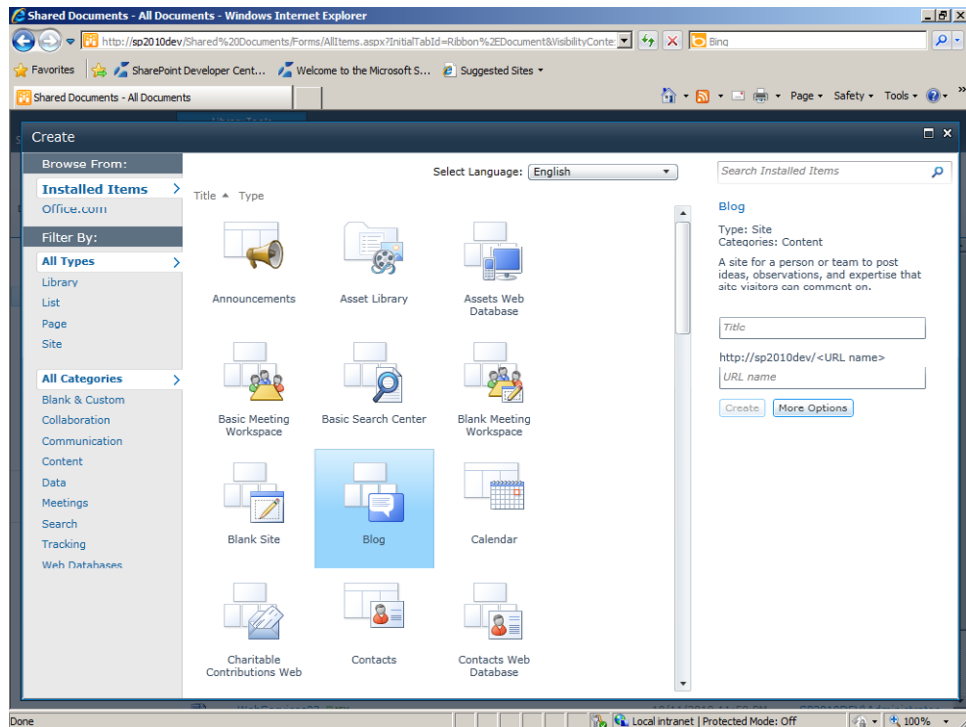 Shared Documents - All Documents - Windows Internet Explorer
http://sp2010dev/Shared%20Documents/Forms/AllItems.aspx?InitialTabId=Ribbon%2EDocument&VisibilityConte:
Bing
Favorites
SharePoint Developer Cent...
Welcome to the Microsoft S...
Suggested Sites
Shared Documents - All Documents
Page
Safety
Tools
Create
Browse From:
Installed Items
Office.com
Filter By:
All Types
Library
List
Page
Site
All Categories
Blank & Custom
Collaboration
Communication
Content
Data
Meetings
Search
Tracking
Web Databases
Select Language: English
Title Type
Announcements
Asset Library
Assets Web
Database
Basic Meeting
Workspace
Basic Search Center
Blank Meeting
Workspace
Blank Site
Blog
Calendar
Charitable
Contributions Web
Contacts
Contacts Web
Database
Search Installed Items
Blog
Type: Site
Categories: Content
A site for a person or team to post
ideas, observations, and expertise that
site visitors can comment on.
Title
http://sp2010dev/<URL name>
URL name
Create
More Options
Done
Local intranet | Protected Mode: Off
100%